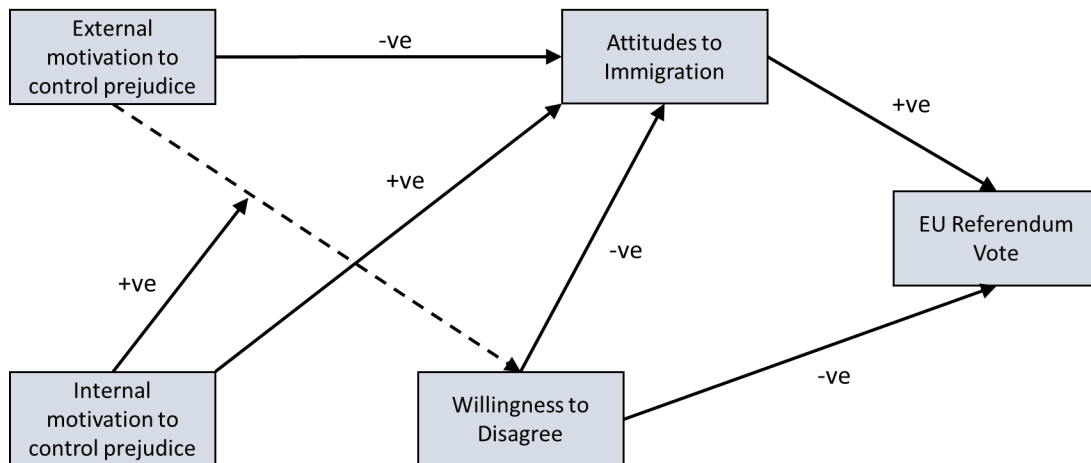 External
motivation to
control prejudice
-ve
Attitudes to
Immigration
+ve
+ve
EU Referendum
Vote
-ve
+ve
-ve
Internal
motivation to
control prejudice
Willingness to
Disagree